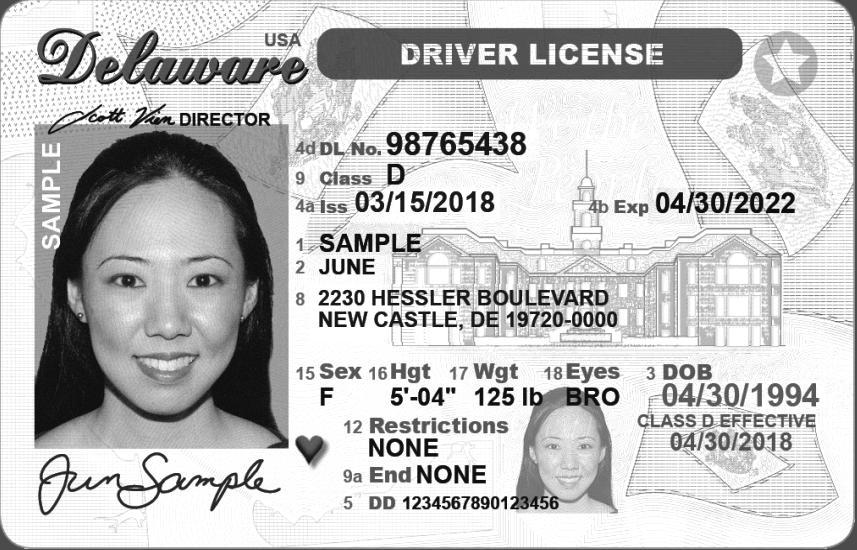 Delaware USA DRIVER LICENSE
Scott Vien DIRECTOR
SAMPLE
4d DL No. 98765438
9 Class D
4a Iss 03/15/2018 4b Exp 04/30/2022
1 SAMPLE
2 JUNE
8 2230 HESSLER BOULEVARD
NEW CASTLE, DE 19720-0000
15 Sex 16 Hgt 17 Wgt 18 Eyes 3 DOB
F 5'-04" 125 lb BRO 04/30/1994
CLASS D EFFECTIVE
04/30/2018
12 Restrictions
NONE
9a End NONE
5 DD 1234567890123456
Jun Sample